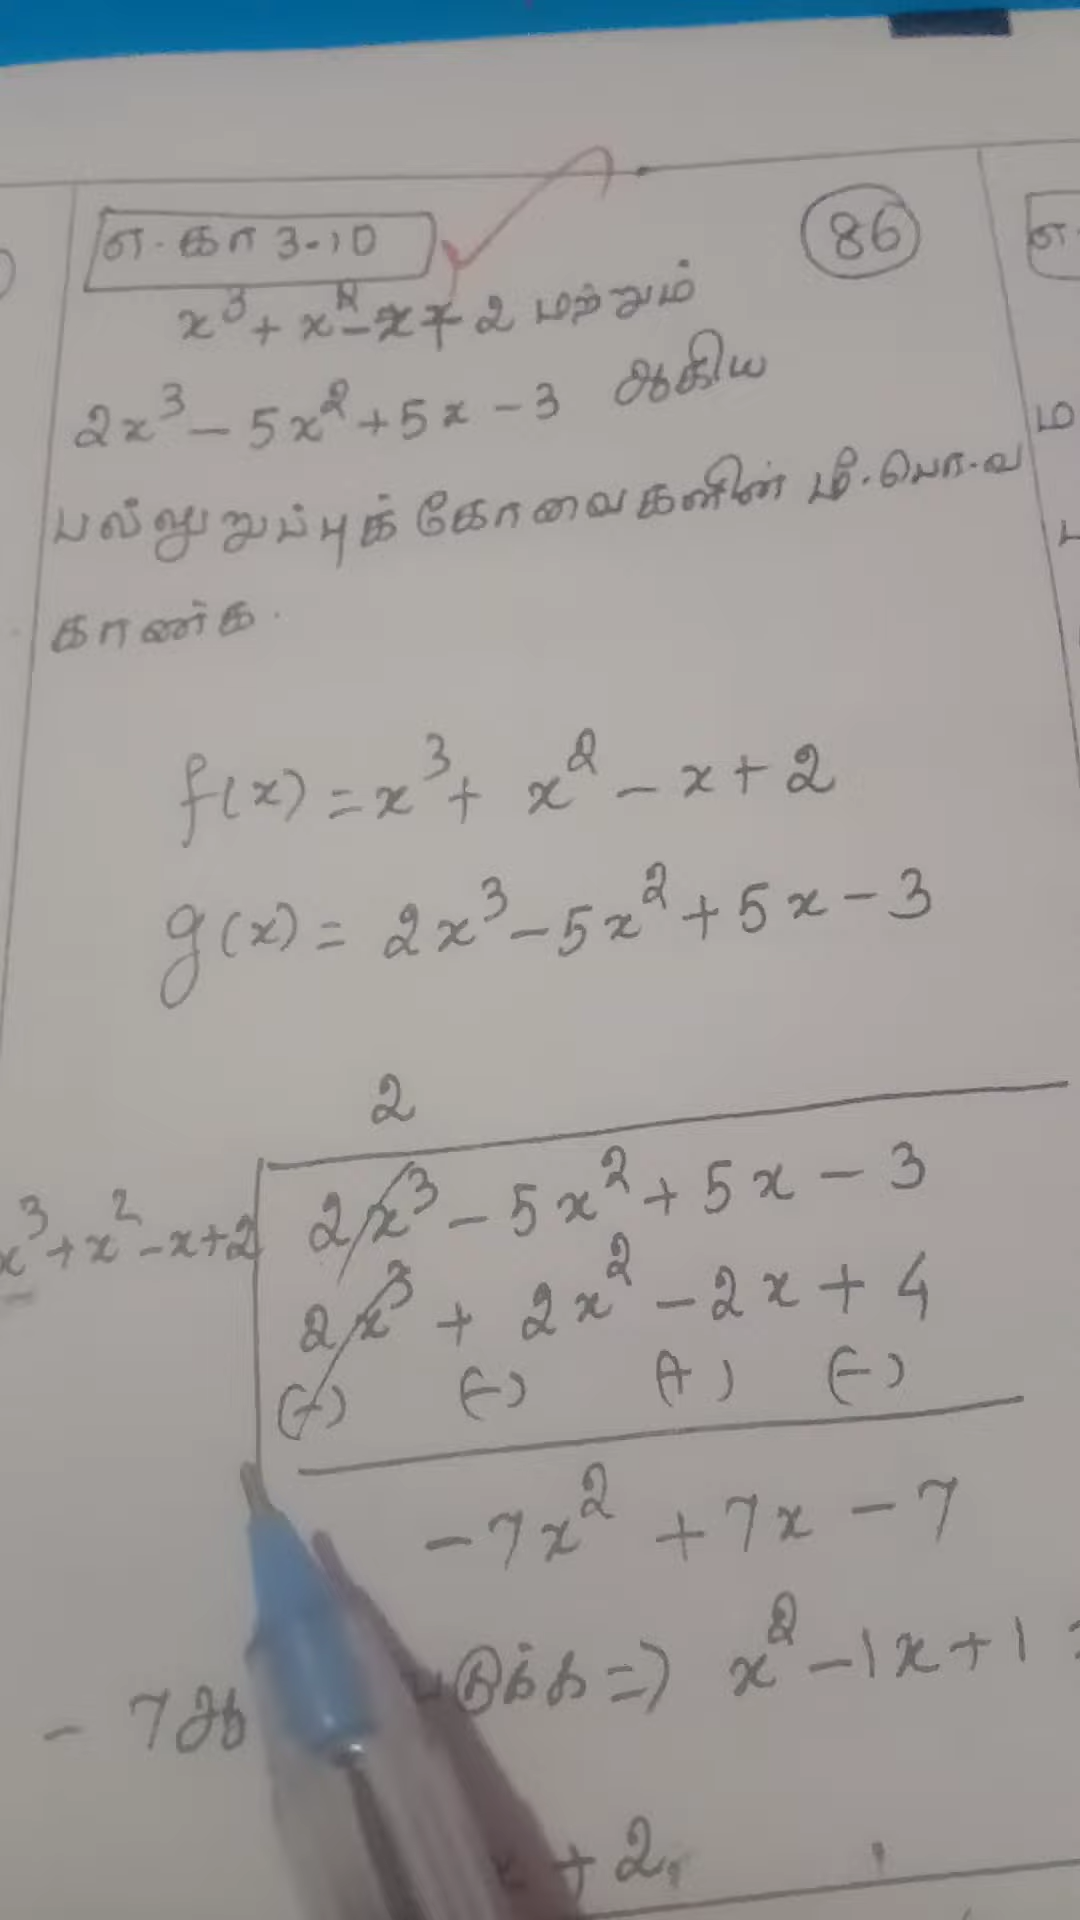 எ.கா 3.10
86
x³ + x² - x + 2 மற்றும்
2x³ - 5x² + 5x - 3 ஆகிய
பல்லுறுப்புக் கோவைகளின் மீ.பொ.வ
காண்க.
f(x) = x³ + x² - x + 2
g(x) = 2x³ - 5x² + 5x - 3
2
x³ + x² - x + 2 2x³ - 5x² + 5x - 3
2x³ + 2x² - 2x + 4
(-) (-) (+) (-)
-7x² + 7x - 7
- 7ஆ => x² - 1x + 1
x + 2